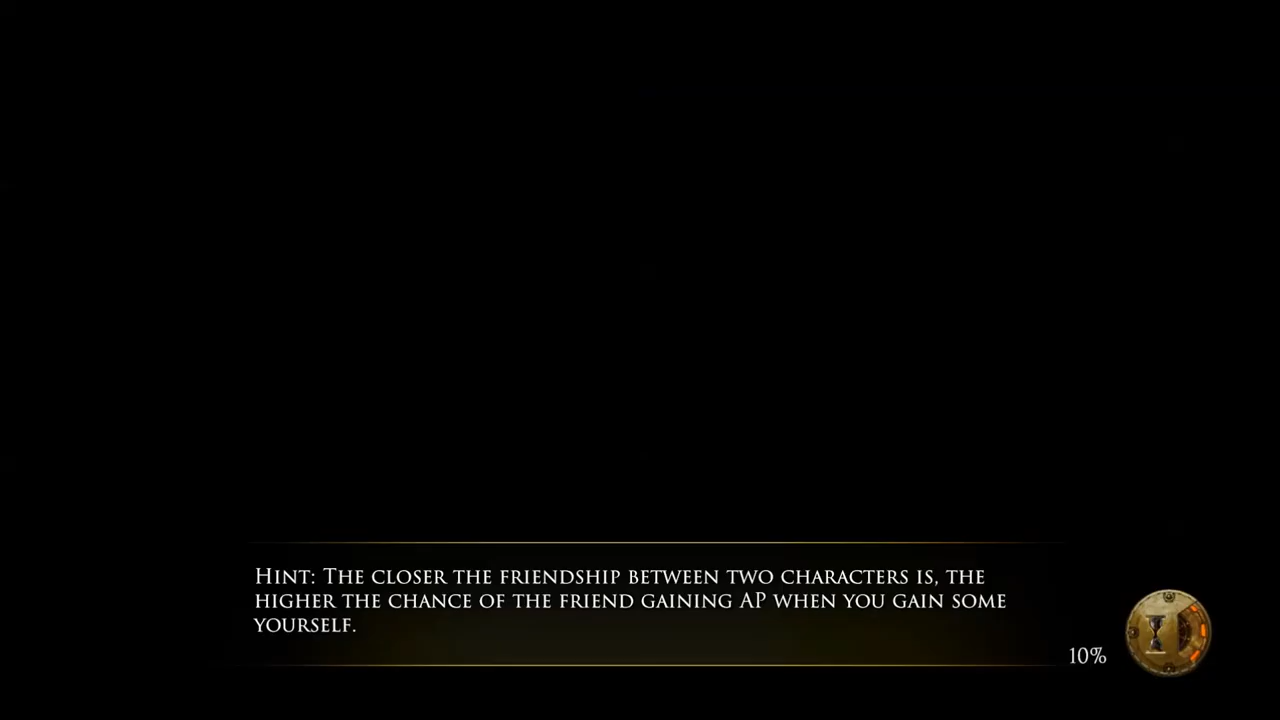 Hint: The closer the friendship between two characters is, the
higher the chance of the friend gaining AP when you gain some
yourself.
10%